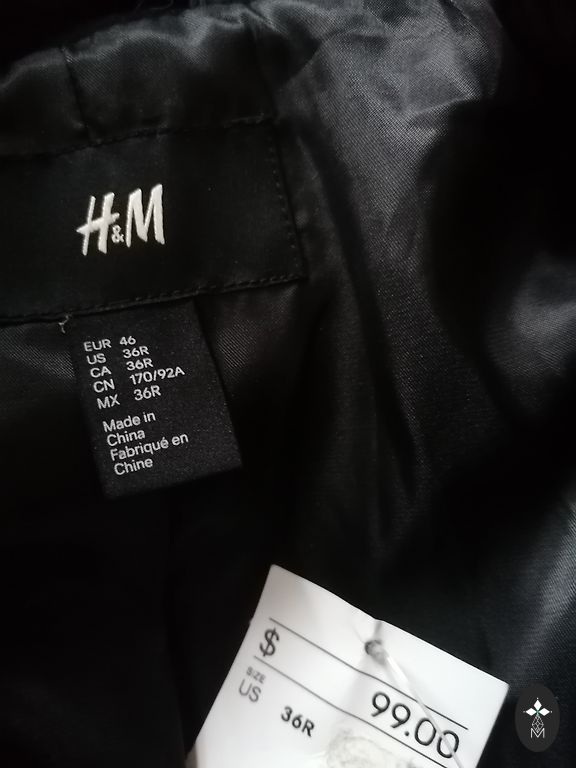 H&M
EUR 46
US 36R
CA 36R
CN 170/92A
MX 36R
Made in
China
Fabriqué en
Chine
$
99.00
SIZE
US
36R
M